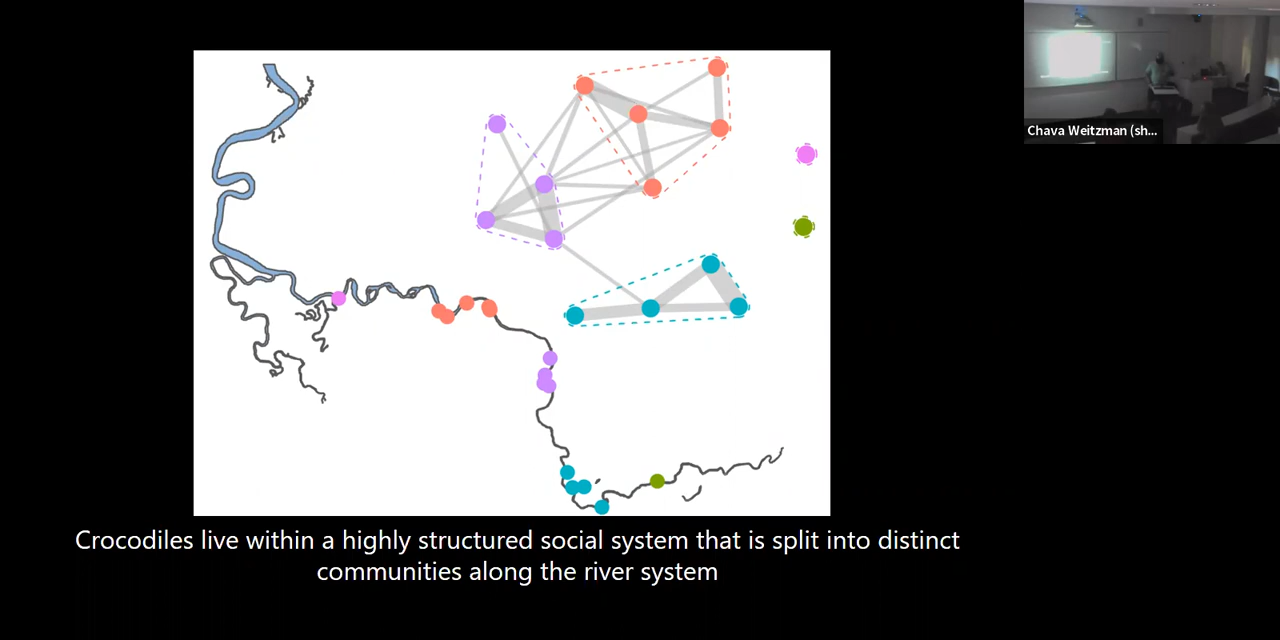 Chava Weitzman (sh...
Crocodiles live within a highly structured social system that is split into distinct
communities along the river system